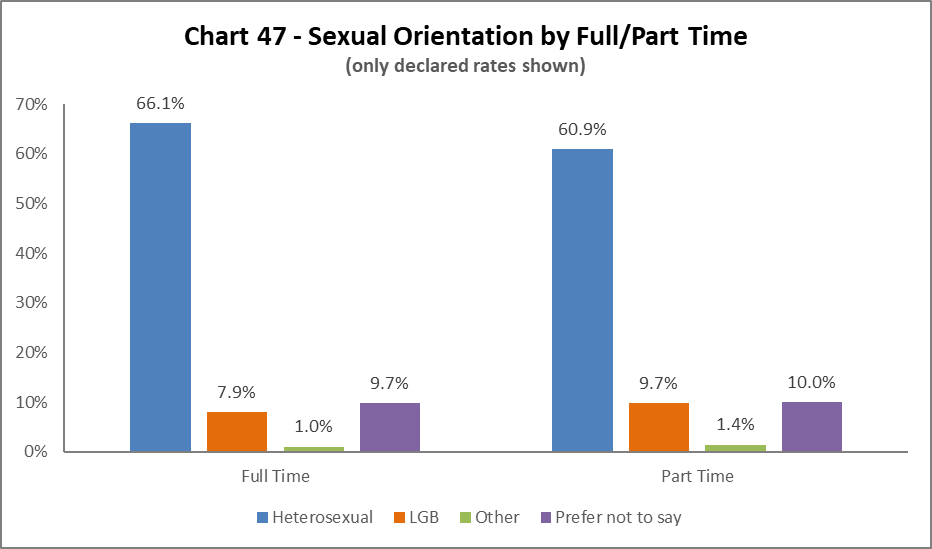 Chart 47 - Sexual Orientation by Full/Part Time
(only declared rates shown)
70%
60%
50%
40%
30%
20%
10%
0%
66.1%
7.9%
1.0%
9.7%
60.9%
9.7%
1.4%
10.0%
Full Time
Part Time
Heterosexual
LGB
Other
Prefer not to say